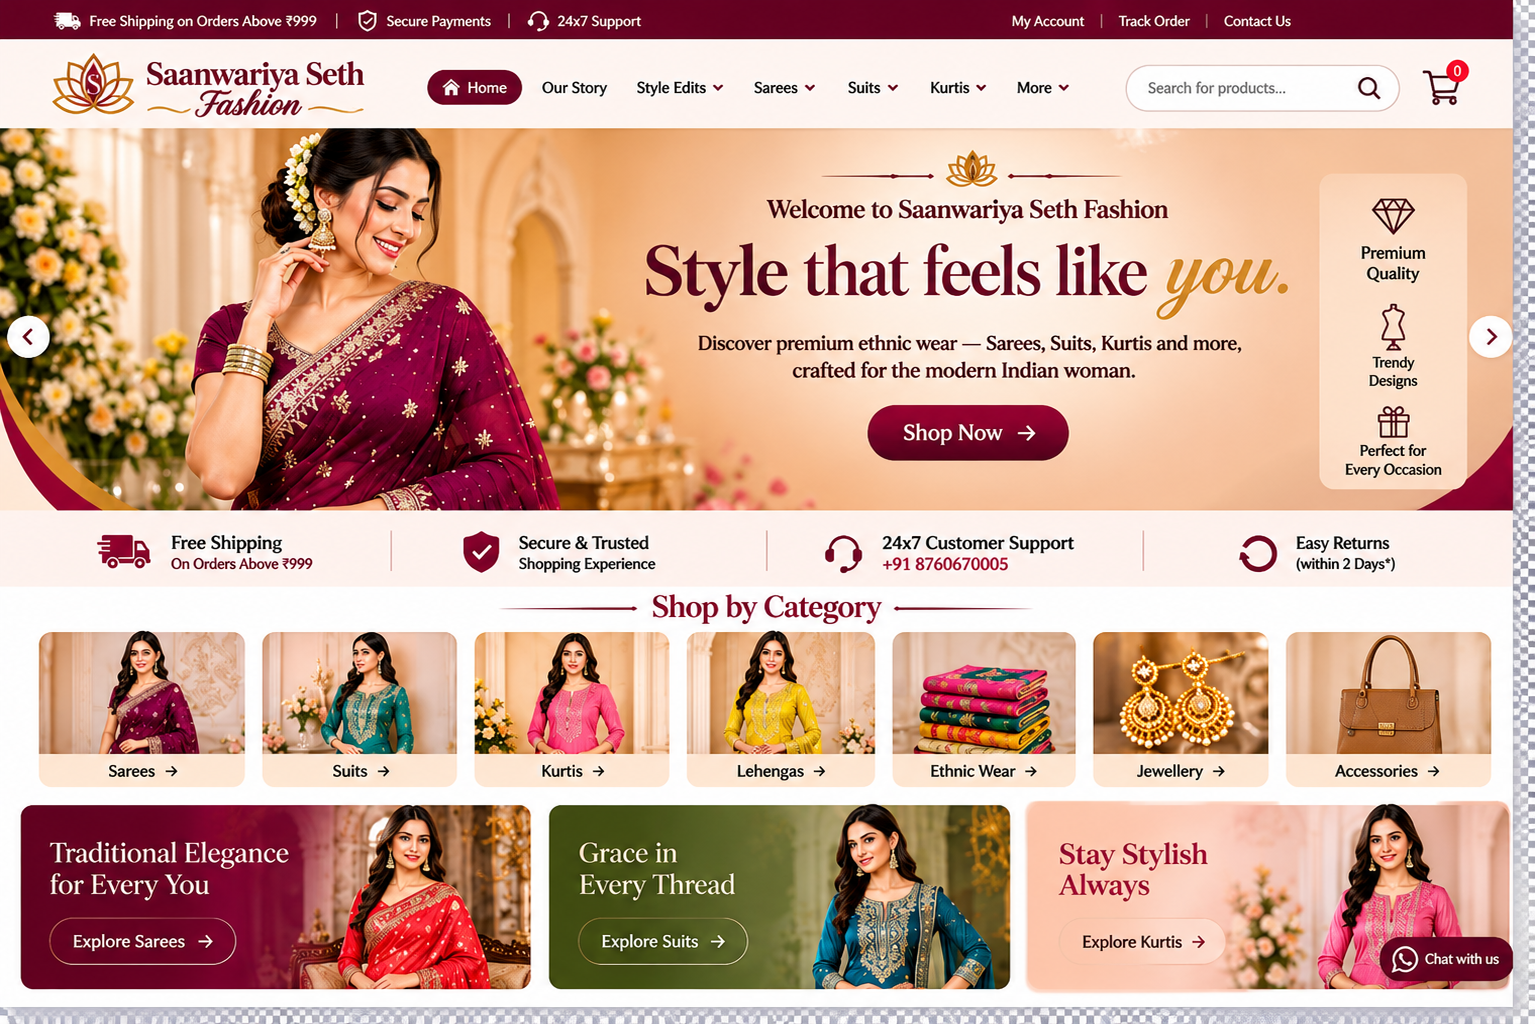 Free Shipping on Orders Above ₹999
Secure Payments
24x7 Support
My Account
Track Order
Contact Us
S
Saanwariya Seth
Fashion
Home
Our Story
Style Edits
Sarees
Suits
Kurtis
More
Search for products...
0
Welcome to Saanwariya Seth Fashion
Style that feels like you.
Discover premium ethnic wear — Sarees, Suits, Kurtis and more,
crafted for the modern Indian woman.
Shop Now
Premium
Quality
Trendy
Designs
Perfect for
Every Occasion
Free Shipping
On Orders Above ₹999
Secure & Trusted
Shopping Experience
24x7 Customer Support
+91 8760670005
Easy Returns
(within 2 Days*)
Shop by Category
Sarees
Suits
Kurtis
Lehengas
Ethnic Wear
Jewellery
Accessories
Traditional Elegance
for Every You
Explore Sarees
Grace in
Every Thread
Explore Suits
Stay Stylish
Always
Explore Kurtis
Chat with us